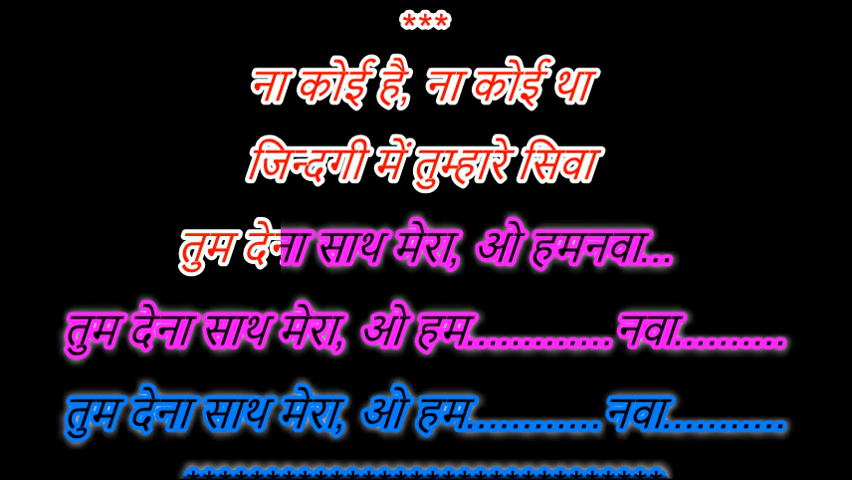 ***
ना कोई है, ना कोई था
जिन्दगी में तुम्हारे सिवा
तुम देना साथ मेरा, ओ हमनवा...
तुम देना साथ मेरा, ओ हम............. नवा..........
तुम देना साथ मेरा, ओ हम............ नवा...........
******************************